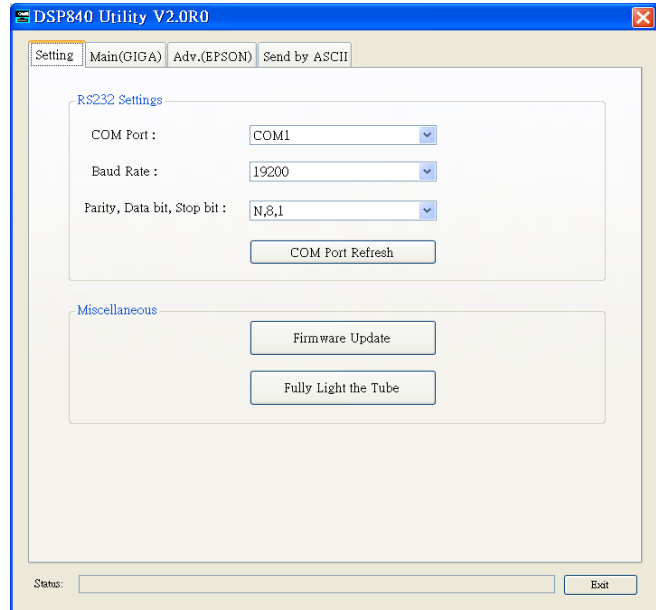 DSP840 Utility V2.0R0
Setting Main(GIGA) Adv.(EPSON) Send by ASCII
RS232 Settings
COM Port : COM1
Baud Rate : 19200
Parity, Data bit, Stop bit : N,8,1
COM Port Refresh
Miscellaneous
Firmware Update
Fully Light the Tube
Status: Exit